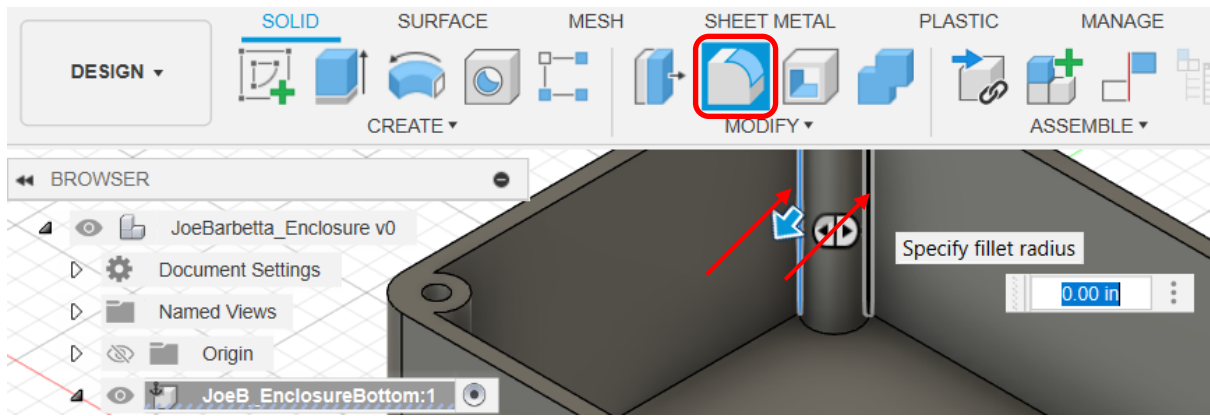 SOLID SURFACE MESH SHEET METAL PLASTIC MANAGE
DESIGN ▾
CREATE ▾ MODIFY ▾ ASSEMBLE ▾
BROWSER
JoeBarbetta_Enclosure v0
Document Settings
Named Views
Origin
JoeB_EnclosureBottom:1
Specify fillet radius
0.00 in